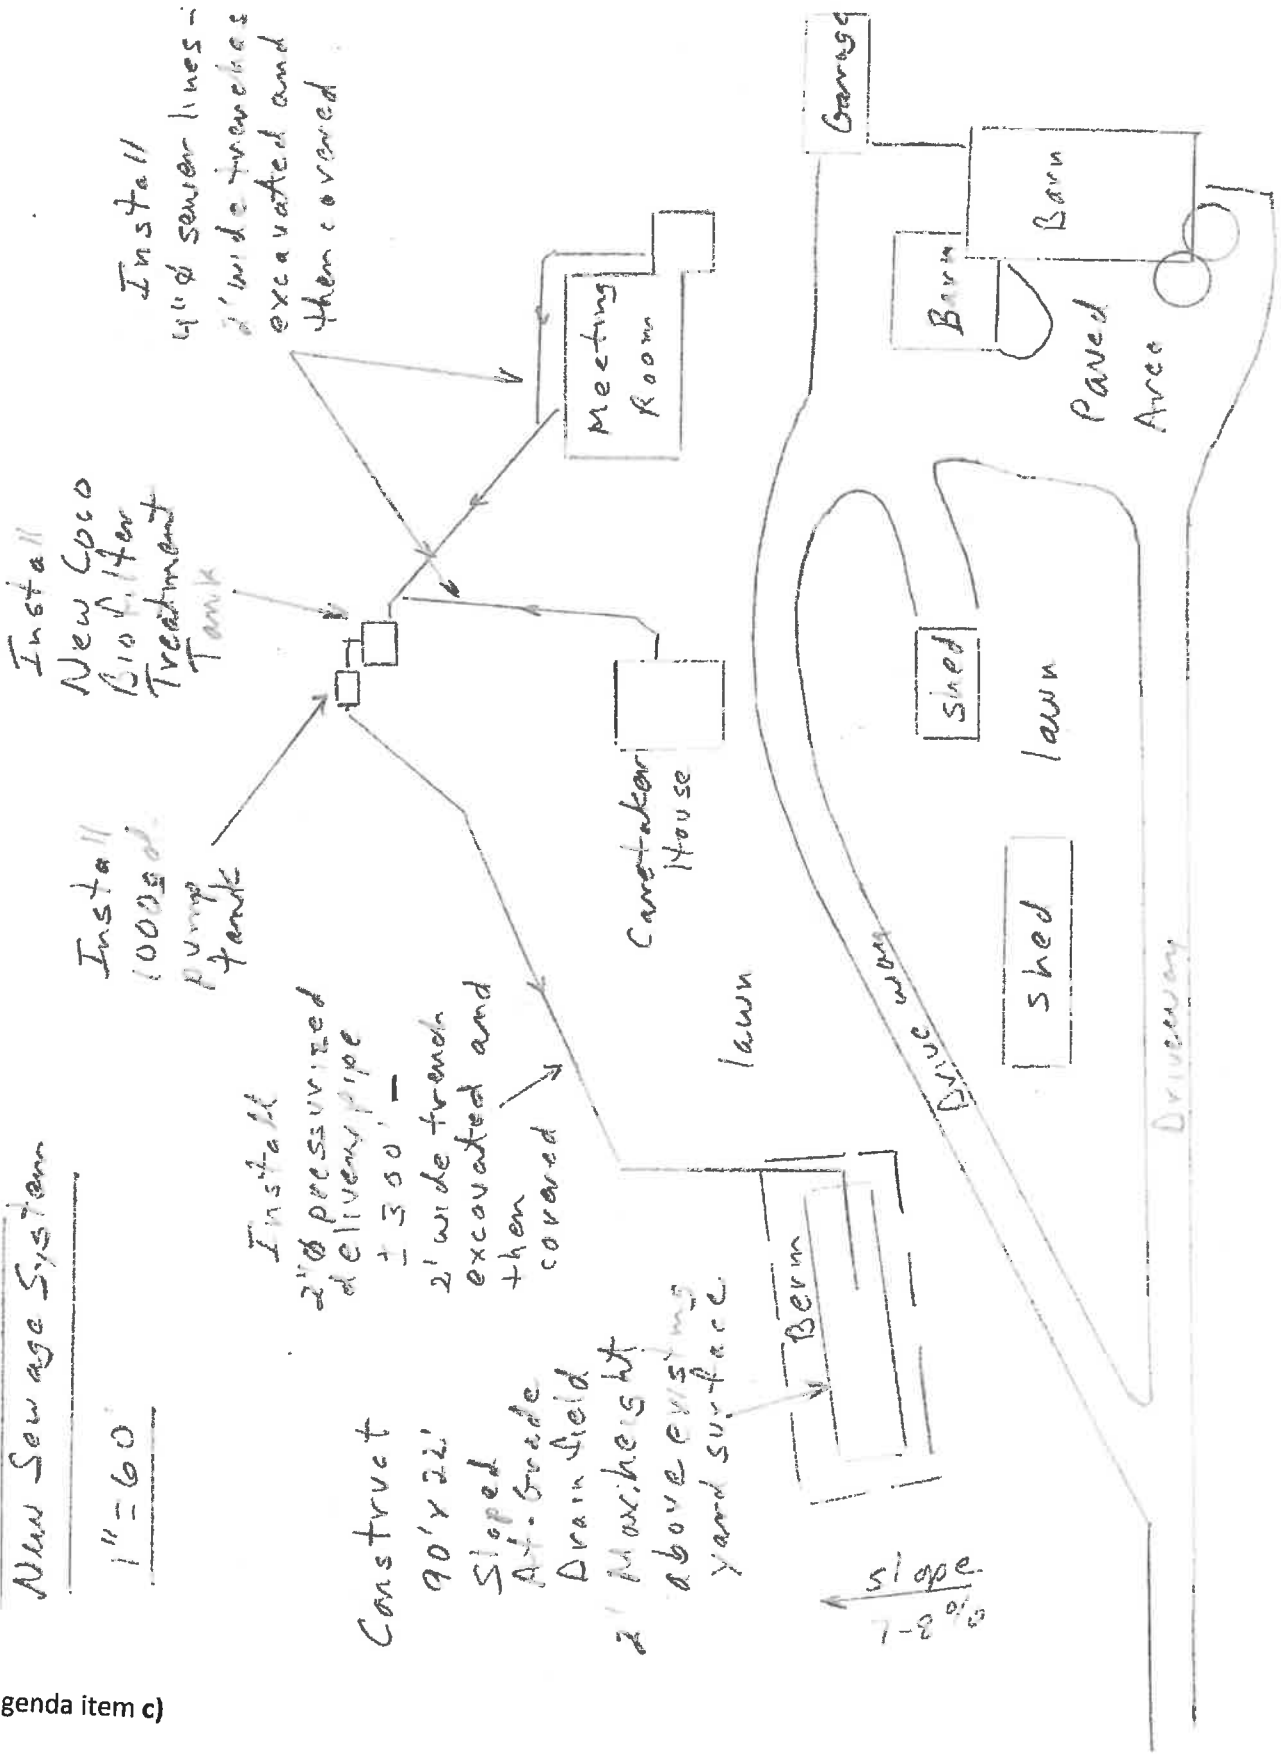 New Sewage System
1" = 60
Install
4"ø sewer lines -
2' wide trenches
excavated and
then covered
Install
New Coco
Biofilter
Treatment
Tank
Install
1000gal.
pump
tank
Install
2"ø pressurized
delivery pipe
± 300' -
2' wide trench
excavated and
then
covered
Construct
90' x 22'
Sloped
At-Grade
Drain field
2' Max. height
above existing
yard surface
slope
7-8%
Berm
lawn
Caretaker
House
Meeting
Room
Garage
Barn
Barn
Paved
Area
Shed
lawn
Shed
Drive way
Driveway
genda item c)